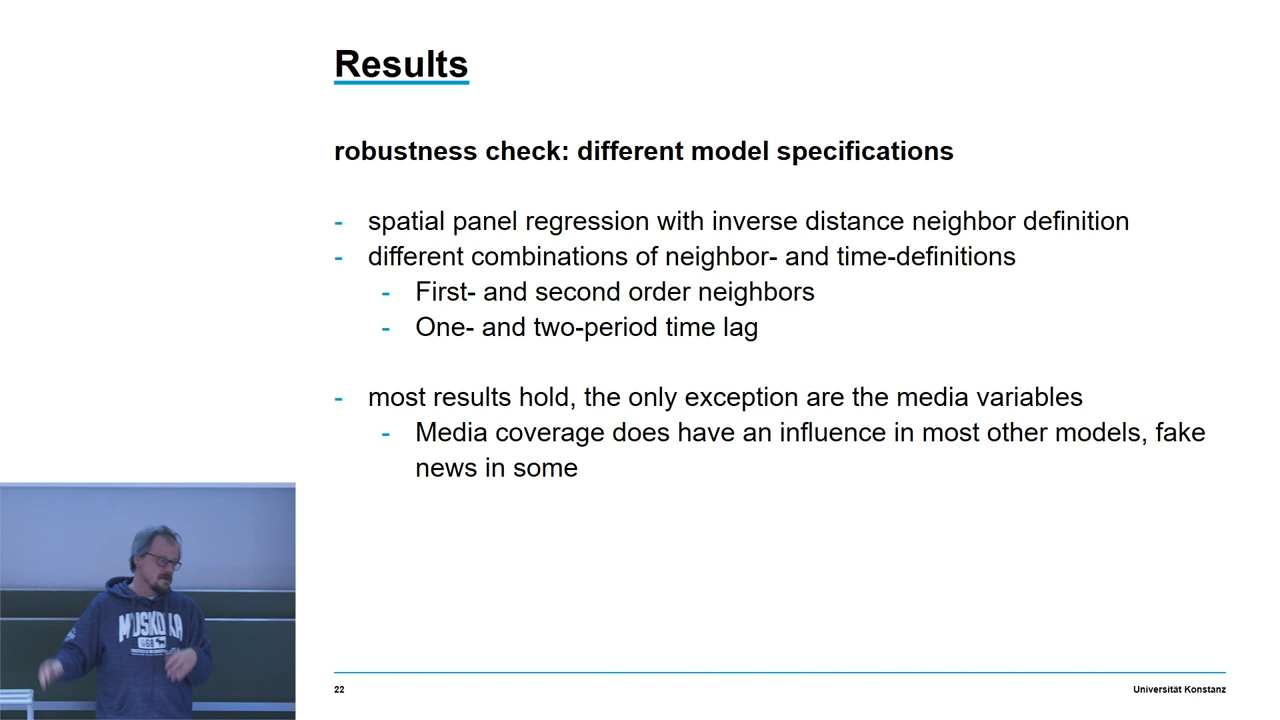 Results
robustness check: different model specifications
- spatial panel regression with inverse distance neighbor definition
- different combinations of neighbor- and time-definitions
- First- and second order neighbors
- One- and two-period time lag
- most results hold, the only exception are the media variables
- Media coverage does have an influence in most other models, fake
news in some
MUSKOKA
22
Universität Konstanz